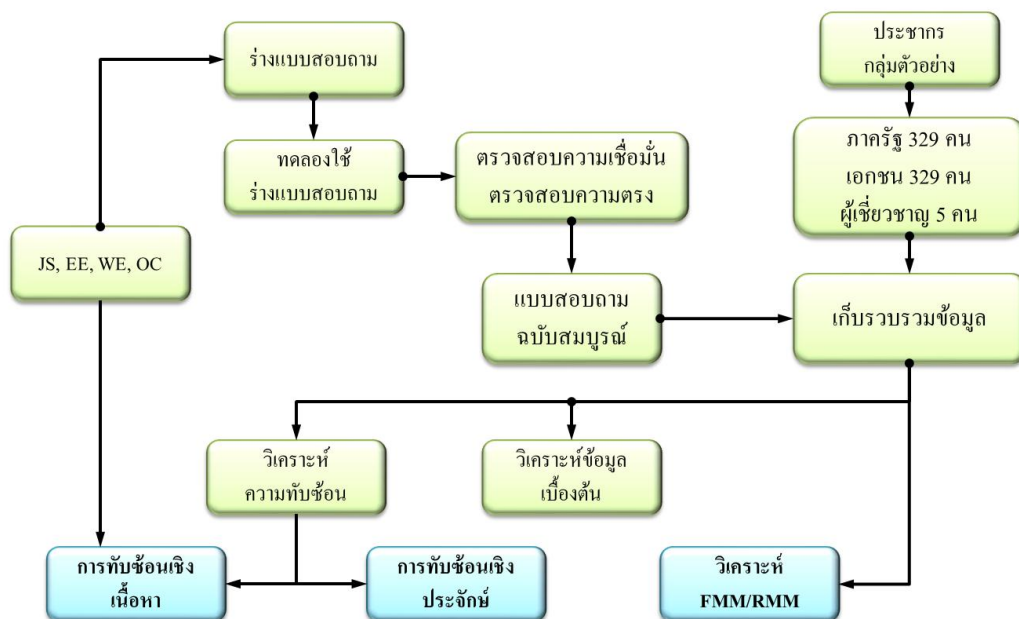 ร่างแบบสอบถาม
ประชากร
กลุ่มตัวอย่าง
ทดลองใช้
ร่างแบบสอบถาม
ตรวจสอบความเชื่อมั่น
ตรวจสอบความตรง
ภาครัฐ 329 คน
เอกชน 329 คน
ผู้เชี่ยวชาญ 5 คน
JS, EE, WE, OC
แบบสอบถาม
ฉบับสมบูรณ์
เก็บรวบรวมข้อมูล
วิเคราะห์
ความทับซ้อน
วิเคราะห์ข้อมูล
เบื้องต้น
การทับซ้อนเชิง
เนื้อหา
การทับซ้อนเชิง
ประจักษ์
วิเคราะห์
FMM/RMM